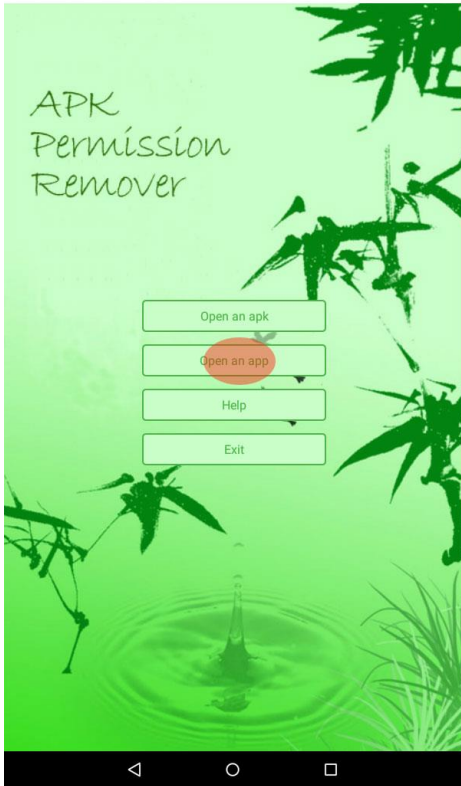 APK
Permission
Remover
Open an apk
Open an app
Help
Exit